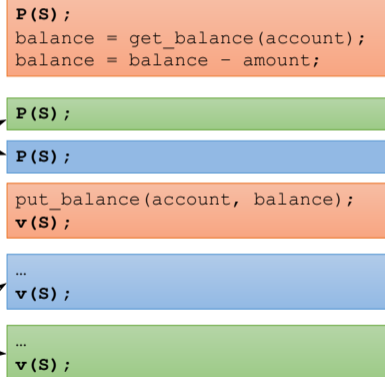 P(S);
balance = get_balance(account);
balance = balance – amount;
P(S);
P(S);
put_balance(account, balance);
v(S);
…
v(S);
…
v(S);